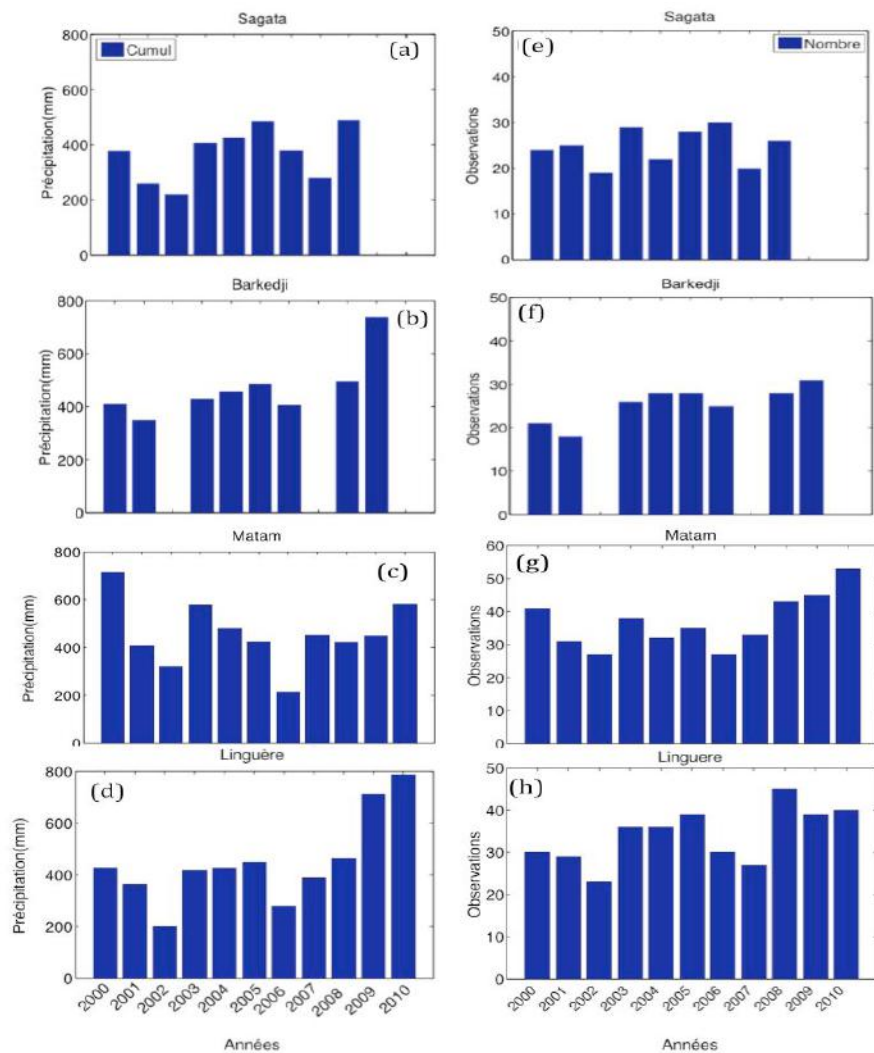 Sagata
800
600
400
200
0
Précipitation(mm)
Cumul
(a)
Sagata
50
40
30
20
10
0
Observations
(e)
Nombre
Barkedji
800
600
400
200
0
Précipitation(mm)
(b)
Barkedji
50
40
30
20
10
0
Observations
(f)
Matam
800
600
400
200
0
Précipitation(mm)
(c)
Matam
60
50
40
30
20
10
0
Observations
(g)
Linguère
800
600
400
200
0
Précipitation(mm)
(d)
2000 2001 2002 2003 2004 2005 2006 2007 2008 2009 2010
Années
Linguere
50
40
30
20
10
0
Observations
(h)
2000 2001 2002 2003 2004 2005 2006 2007 2008 2009 2010
Années